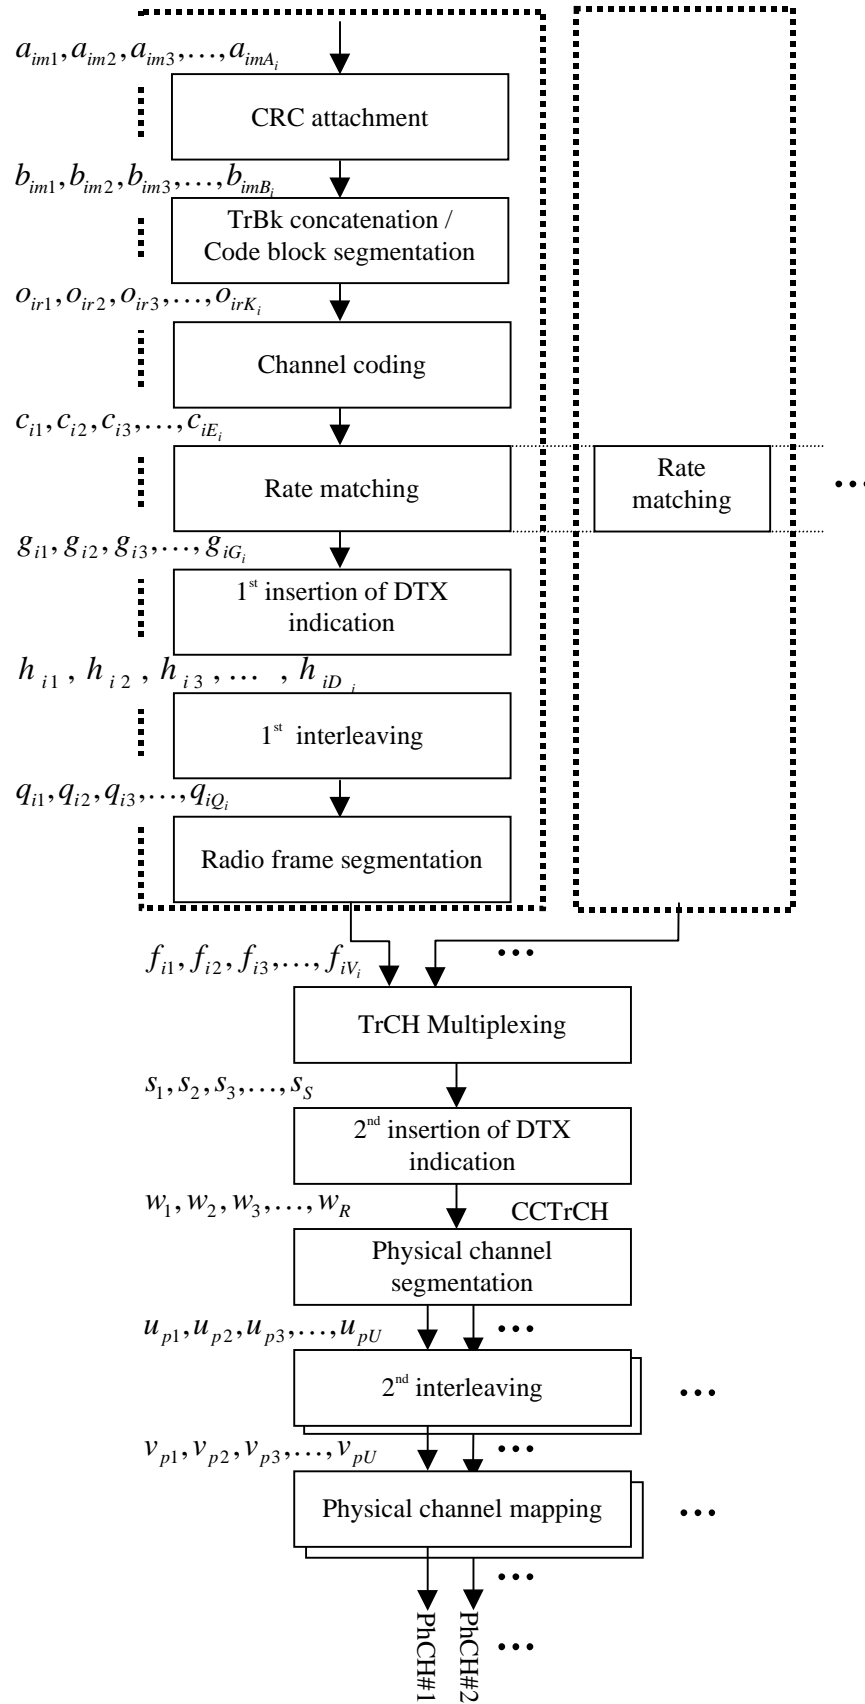 a_{im1}, a_{im2}, a_{im3}, …, a_{imA_i}
CRC attachment
b_{im1}, b_{im2}, b_{im3}, …, b_{imB_i}
TrBk concatenation /
Code block segmentation
o_{ir1}, o_{ir2}, o_{ir3}, …, o_{irK_i}
Channel coding
c_{i1}, c_{i2}, c_{i3}, …, c_{iE_i}
Rate matching
Rate
matching
...
g_{i1}, g_{i2}, g_{i3}, …, g_{iG_i}
1st insertion of DTX
indication
h_{i1}, h_{i2}, h_{i3}, …, h_{iD_i}
1st interleaving
q_{i1}, q_{i2}, q_{i3}, …, q_{iQ_i}
Radio frame segmentation
f_{i1}, f_{i2}, f_{i3}, …, f_{iV_i}
...
TrCH Multiplexing
s_1, s_2, s_3, …, s_S
2nd insertion of DTX
indication
w_1, w_2, w_3, …, w_R
CCTrCH
Physical channel
segmentation
u_{p1}, u_{p2}, u_{p3}, …, u_{pU}
...
2nd interleaving
...
v_{p1}, v_{p2}, v_{p3}, …, v_{pU}
...
Physical channel mapping
...
...
PhCH#1
PhCH#2
...